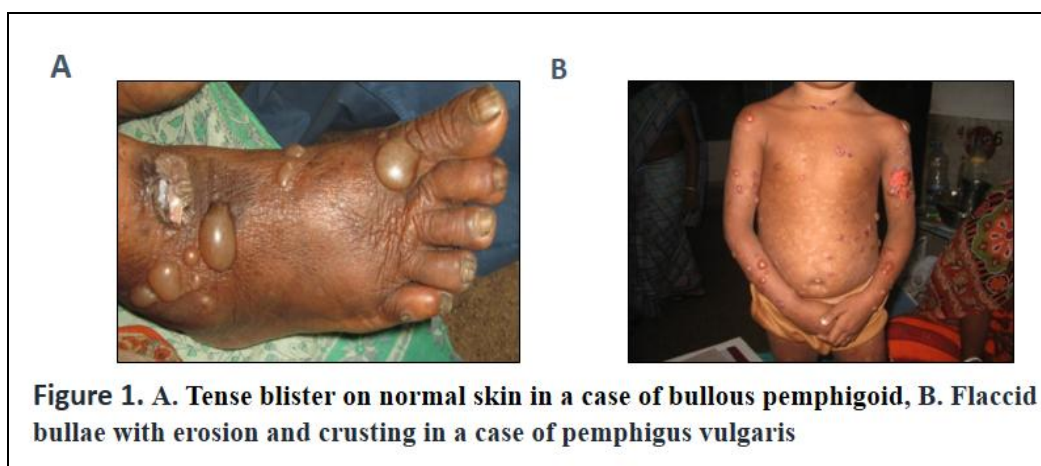 A
B
Figure 1. A. Tense blister on normal skin in a case of bullous pemphigoid, B. Flaccid
bullae with erosion and crusting in a case of pemphigus vulgaris